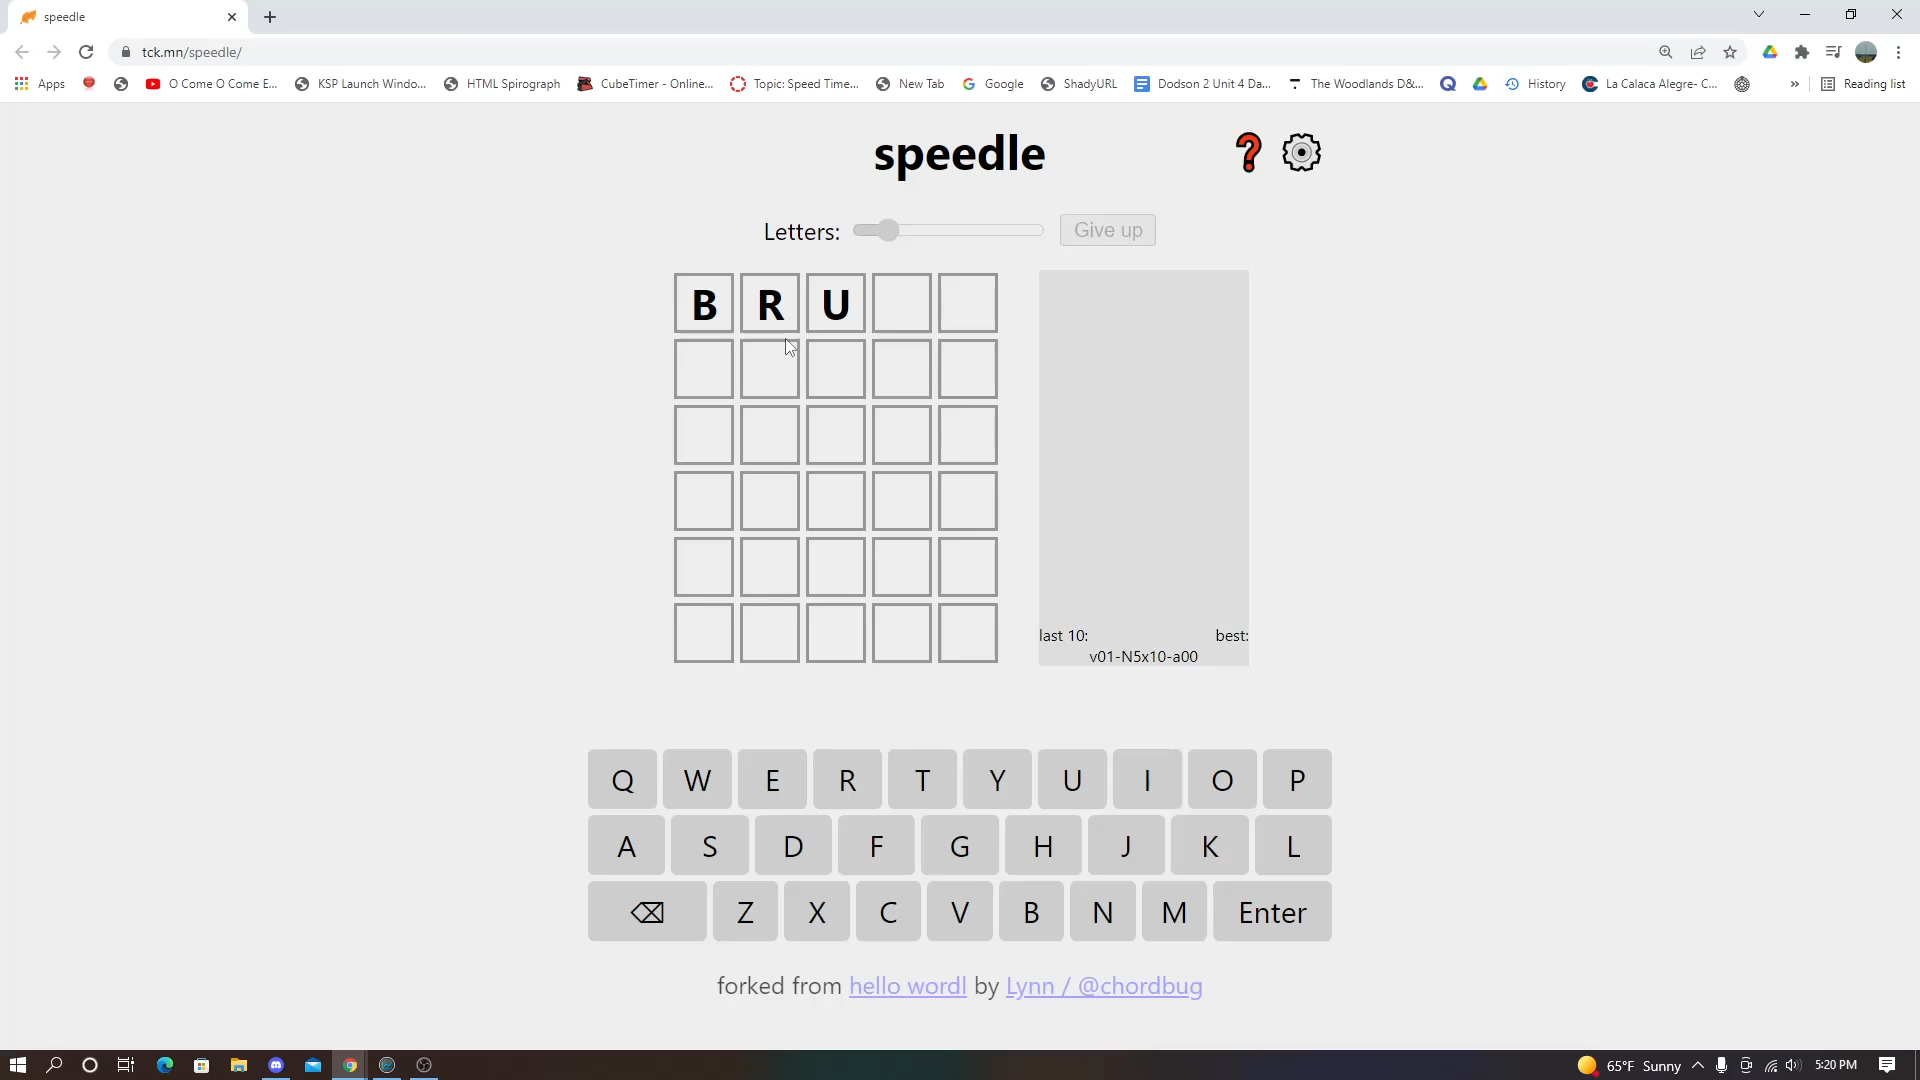 speedle
tck.mn/speedle/
Apps
O Come O Come E...
KSP Launch Windo...
HTML Spirograph
CubeTimer - Online...
Topic: Speed Time...
New Tab
Google
ShadyURL
Dodson 2 Unit 4 Da...
The Woodlands D&...
History
La Calaca Alegre- C...
»
Reading list
speedle
Letters:
Give up
B R U
last 10: best:
v01-N5x10-a00
Q W E R T Y U I O P
A S D F G H J K L
Z X C V B N M Enter
forked from hello wordl by Lynn / @chordbug
65°F Sunny
5:20 PM